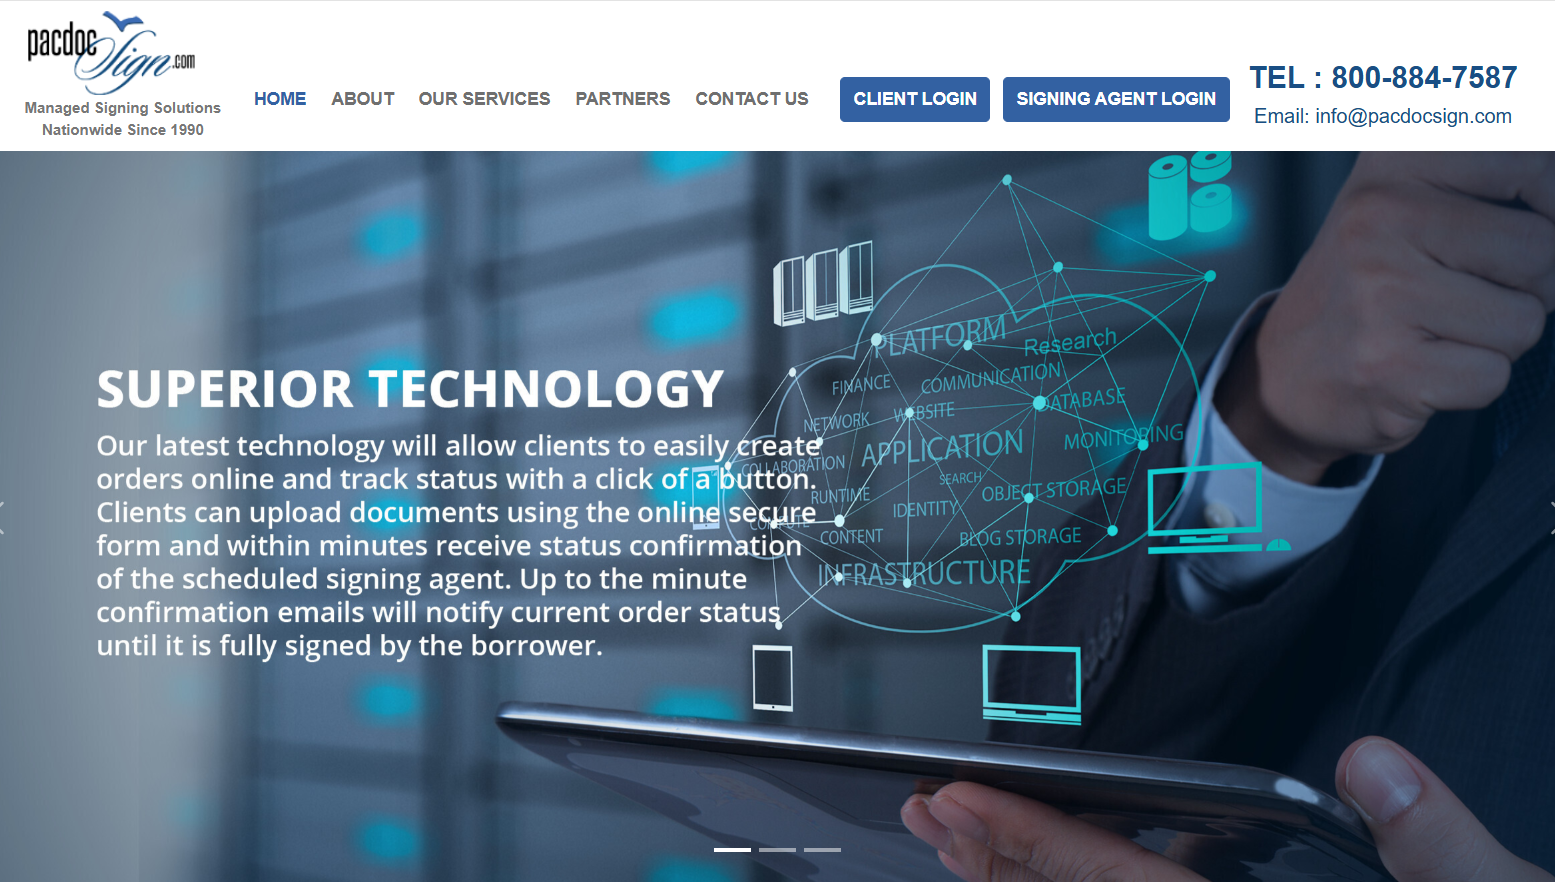 pacdoc
Sign.com
Managed Signing Solutions
Nationwide Since 1990
HOME
ABOUT
OUR SERVICES
PARTNERS
CONTACT US
CLIENT LOGIN
SIGNING AGENT LOGIN
TEL : 800-884-7587
Email: info@pacdocsign.com
SUPERIOR TECHNOLOGY
Our latest technology will allow clients to easily create
orders online and track status with a click of a button.
Clients can upload documents using the online secure
form and within minutes receive status confirmation
of the scheduled signing agent. Up to the minute
confirmation emails will notify current order status
until it is fully signed by the borrower.
PLATFORM
Research
FINANCE
COMMUNICATION
NETWORK
WEBSITE
DATABASE
APPLICATION
MONITORING
COLLABORATION
SEARCH
RUNTIME
IDENTITY
OBJECT STORAGE
COMPUTE
CONTENT
BLOG STORAGE
INFRASTRUCTURE